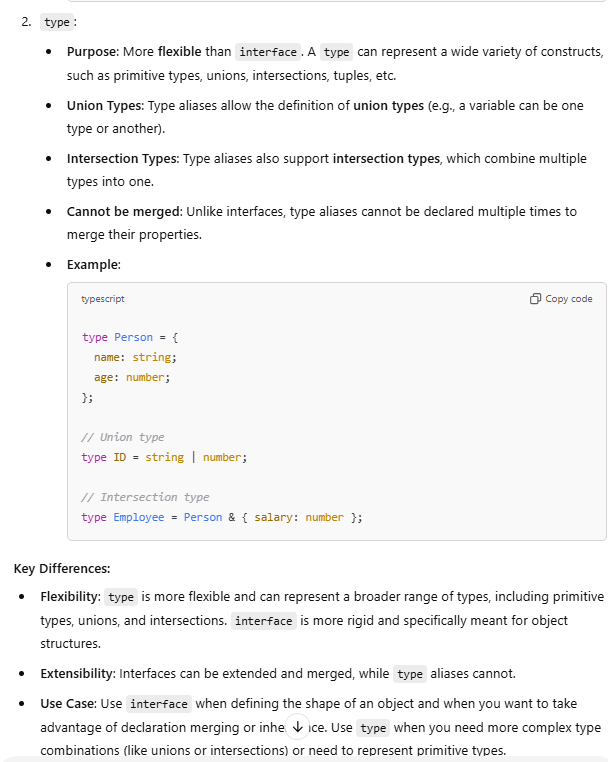 2. type:
• Purpose: More flexible than interface. A type can represent a wide variety of constructs,
such as primitive types, unions, intersections, tuples, etc.
• Union Types: Type aliases allow the definition of union types (e.g., a variable can be one
type or another).
• Intersection Types: Type aliases also support intersection types, which combine multiple
types into one.
• Cannot be merged: Unlike interfaces, type aliases cannot be declared multiple times to
merge their properties.
• Example:
typescript Copy code
type Person = {
  name: string;
  age: number;
};
// Union type
type ID = string | number;
// Intersection type
type Employee = Person & { salary: number };
Key Differences:
• Flexibility: type is more flexible and can represent a broader range of types, including primitive
types, unions, and intersections. interface is more rigid and specifically meant for object
structures.
• Extensibility: Interfaces can be extended and merged, while type aliases cannot.
• Use Case: Use interface when defining the shape of an object and when you want to take
advantage of declaration merging or Use type when you need more complex type
combinations (like unions or intersections) or need to represent primitive types.